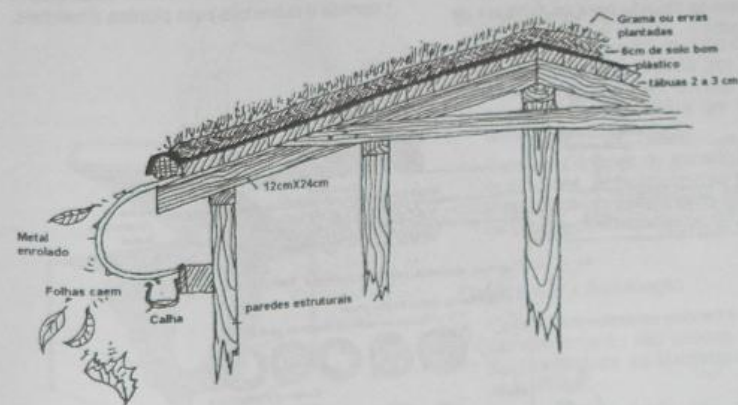 Grama ou ervas
plantadas
6cm de solo bom
plástico
tábuas 2 a 3 cm
12cmX24cm
Metal
enrolado
Folhas caem
Calha
paredes estruturais